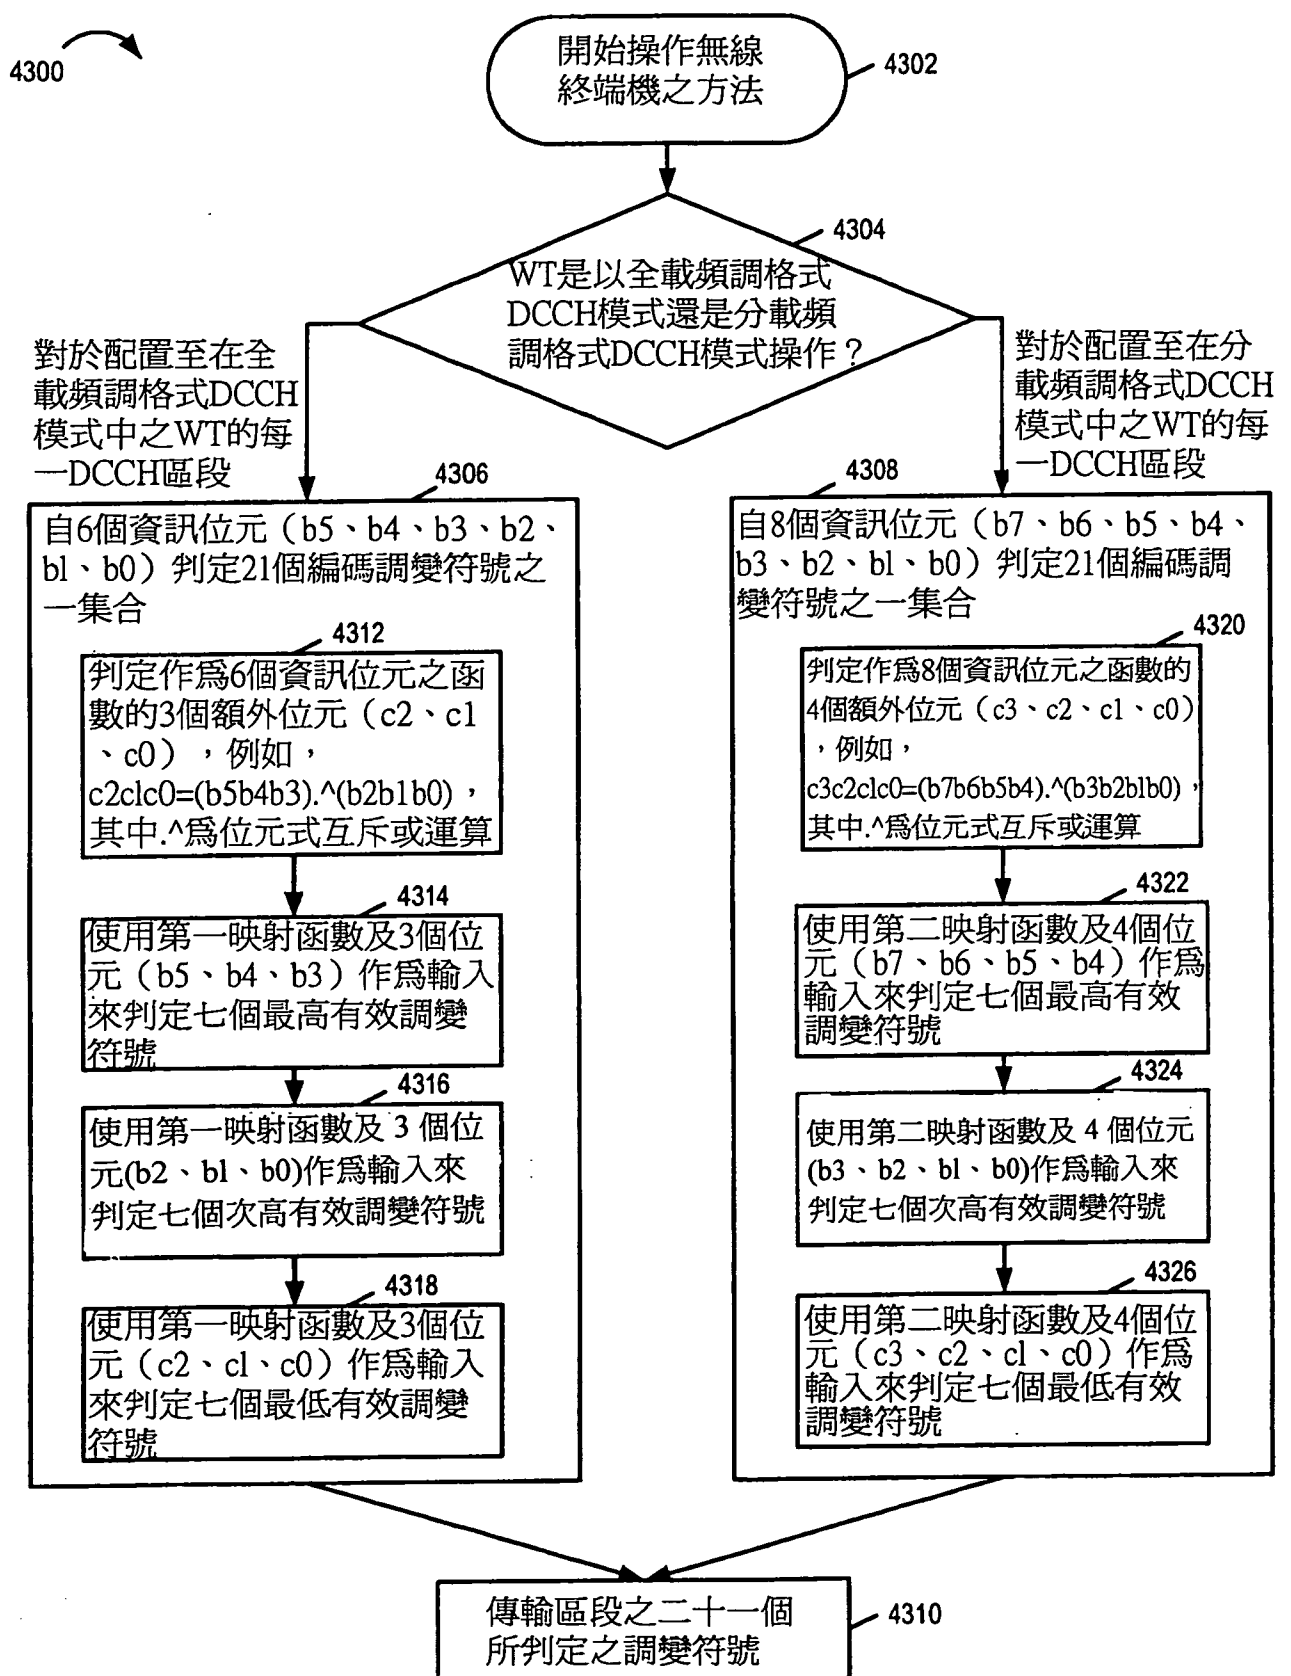 4300
開始操作無線
終端機之方法
4302
4304
WT是以全載頻調格式
DCCH模式還是分載頻
調格式DCCH模式操作？
對於配置至在全
載頻調格式DCCH
模式中之WT的每
一DCCH區段
對於配置至在分
載頻調格式DCCH
模式中之WT的每
一DCCH區段
4306
自6個資訊位元（b5、b4、b3、b2、
b1、b0）判定21個編碼調變符號之
一集合
4312
判定作爲6個資訊位元之函
數的3個額外位元（c2、c1
、c0），例如，
c2c1c0=(b5b4b3).^(b2b1b0)，
其中.^爲位元式互斥或運算
4314
使用第一映射函數及3個位
元（b5、b4、b3）作爲輸入
來判定七個最高有效調變
符號
4316
使用第一映射函數及 3 個位
元(b2、b1、b0)作爲輸入來
判定七個次高有效調變符號
4318
使用第一映射函數及3個位
元（c2、c1、c0）作爲輸入
來判定七個最低有效調變
符號
4308
自8個資訊位元（b7、b6、b5、b4、
b3、b2、b1、b0）判定21個編碼調
變符號之一集合
4320
判定作爲8個資訊位元之函數的
4個額外位元（c3、c2、c1、c0）
，例如，
c3c2c1c0=(b7b6b5b4).^(b3b2b1b0)，
其中.^爲位元式互斥或運算
4322
使用第二映射函數及4個位
元（b7、b6、b5、b4）作爲
輸入來判定七個最高有效
調變符號
4324
使用第二映射函數及 4 個位元
(b3、b2、b1、b0)作爲輸入來
判定七個次高有效調變符號
4326
使用第二映射函數及4個位
元（c3、c2、c1、c0）作爲
輸入來判定七個最低有效
調變符號
傳輸區段之二十一個
所判定之調變符號
4310